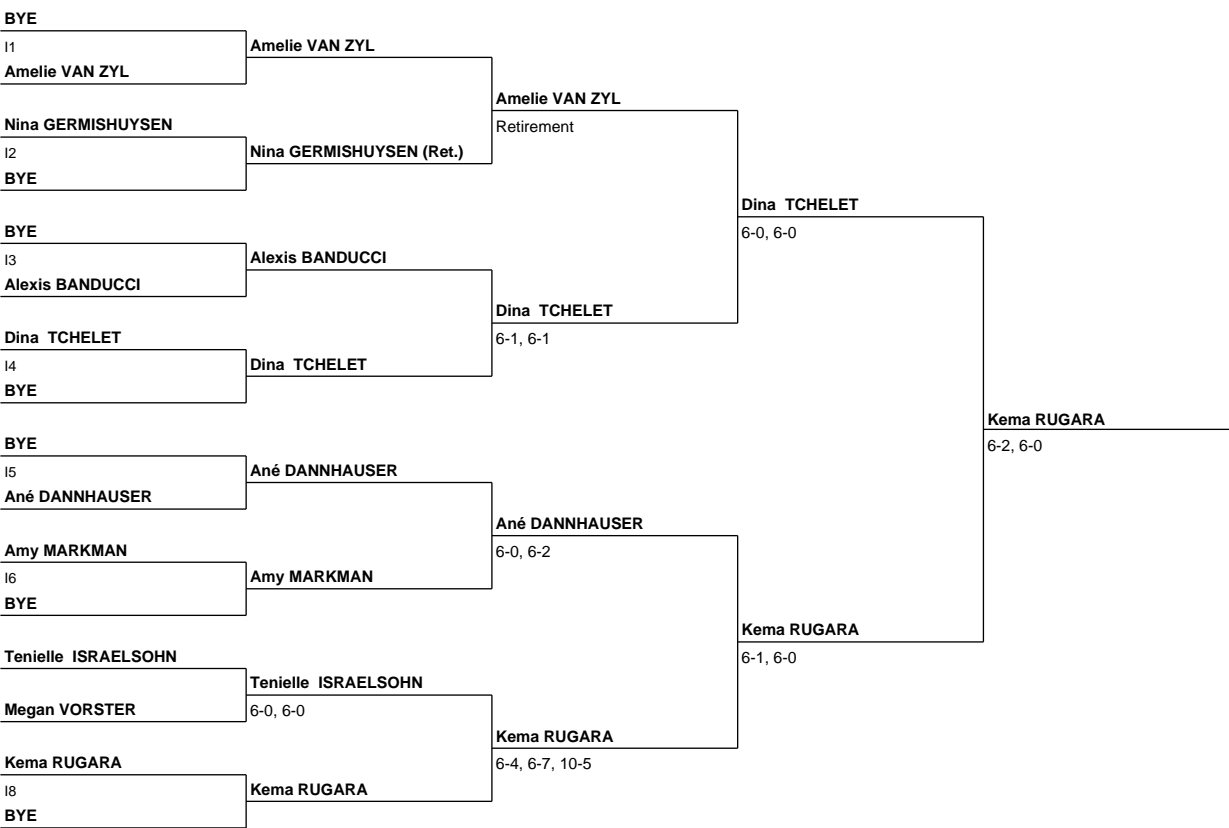 BYE
I1
Amelie VAN ZYL
Amelie VAN ZYL
Nina GERMISHUYSEN
I2
BYE
Nina GERMISHUYSEN (Ret.)
Amelie VAN ZYL
Retirement
BYE
I3
Alexis BANDUCCI
Alexis BANDUCCI
Dina TCHELET
I4
BYE
Dina TCHELET
Dina TCHELET
6-1, 6-1
Dina TCHELET
6-0, 6-0
BYE
I5
Ané DANNHAUSER
Ané DANNHAUSER
Amy MARKMAN
I6
BYE
Amy MARKMAN
Ané DANNHAUSER
6-0, 6-2
Tenielle ISRAELSOHN
Megan VORSTER
Tenielle ISRAELSOHN
6-0, 6-0
Kema RUGARA
I8
BYE
Kema RUGARA
Kema RUGARA
6-4, 6-7, 10-5
Kema RUGARA
6-1, 6-0
Kema RUGARA
6-2, 6-0